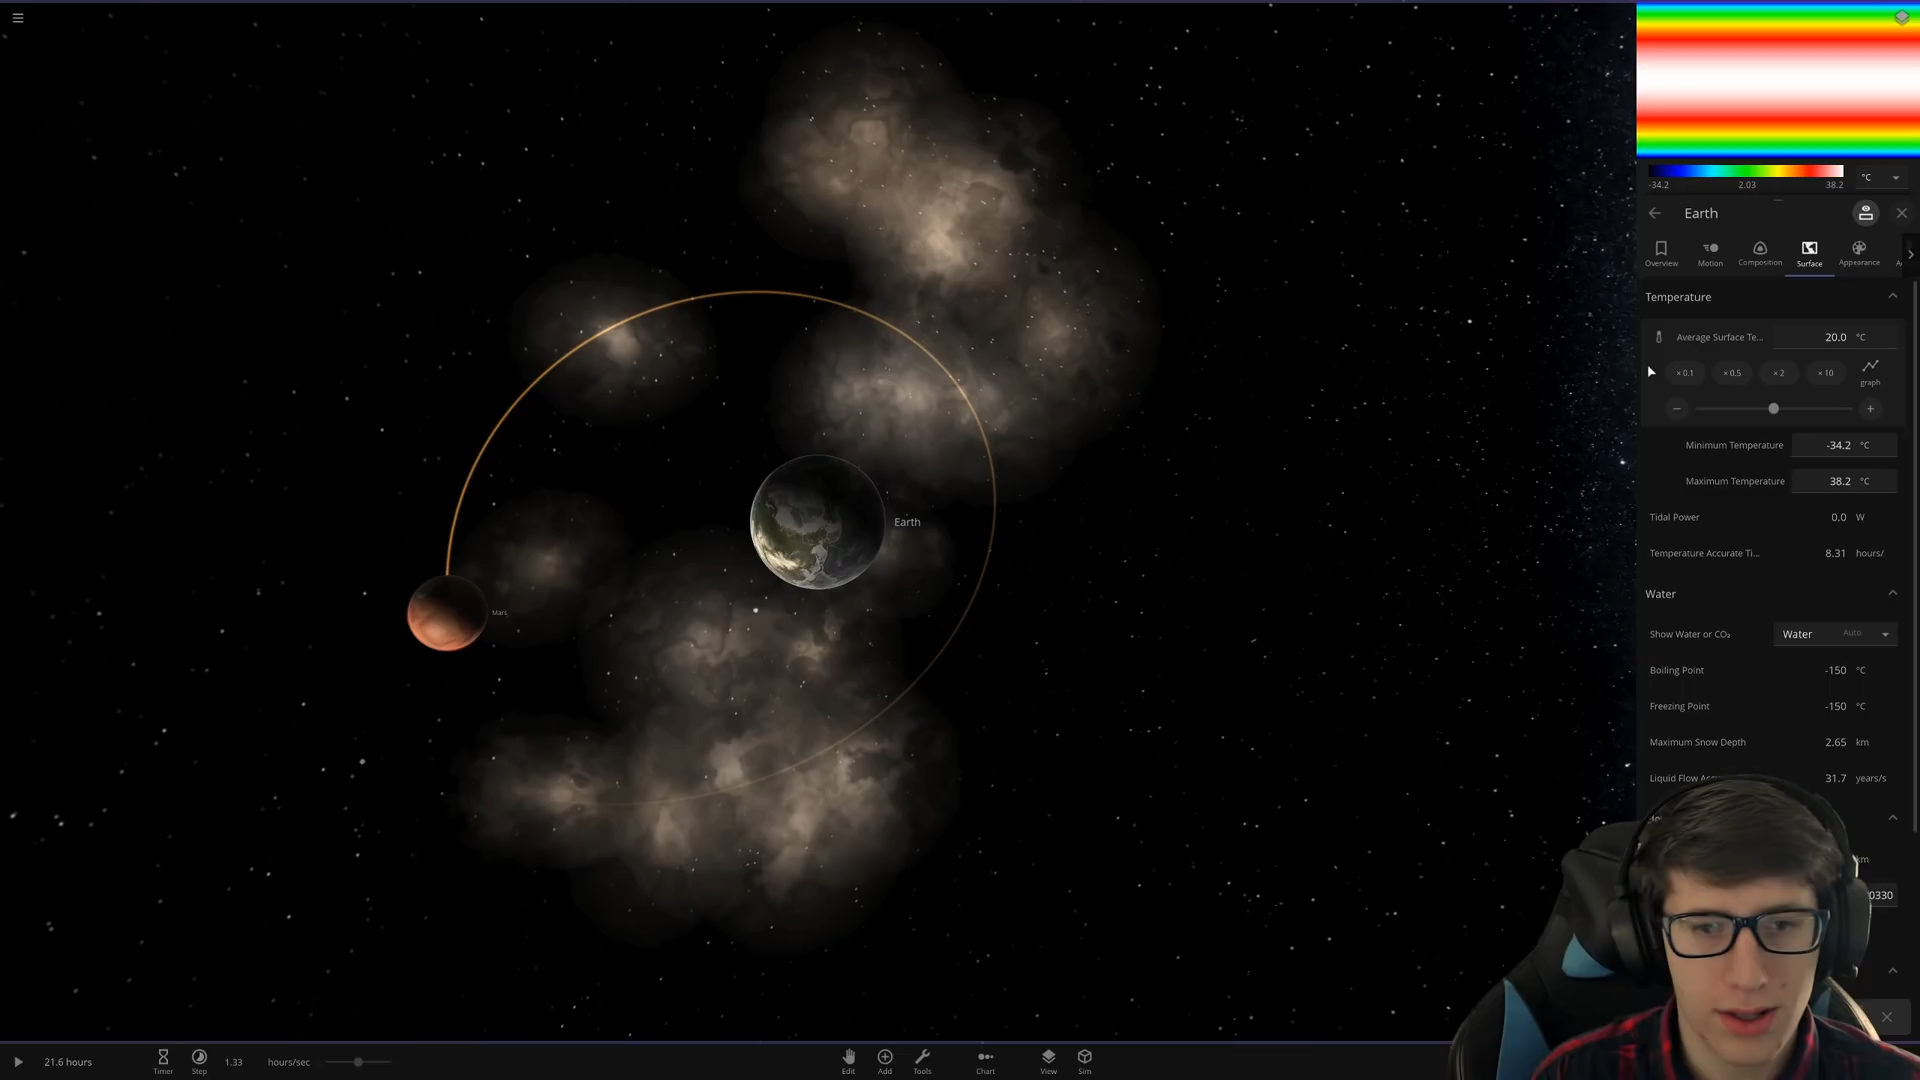 °C
-34.2 2.03 38.2
Earth
Overview Motion Composition Surface Appearance
Temperature
Average Surface Te... 20.0 °C
× 0.1 × 0.5 × 2 × 10 graph
Minimum Temperature -34.2 °C
Maximum Temperature 38.2 °C
Tidal Power 0.0 W
Temperature Accurate Ti... 8.31 hours/
Water
Show Water or CO₂ Water Auto
Boiling Point -150 °C
Freezing Point -150 °C
Maximum Snow Depth 2.65 km
31.7 years/s
Liquid Flow
km
0330
Earth
Mars
21.6 hours
Timer Step 1.33 hours/sec
Edit Add Tools Chart View Sim